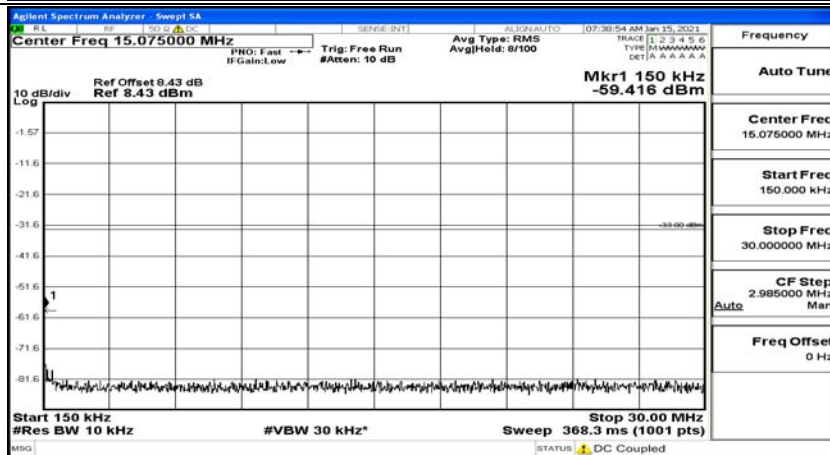 Agilent Spectrum Analyzer - Swept SA
RL RF 50 Ω DC SENSE:INT ALIGN AUTO 07:38:54 AM Jan 15, 2021
Center Freq 15.075000 MHz
PNO: Fast
IFGain:Low
Trig: Free Run
#Atten: 10 dB
Avg Type: RMS
Avg|Hold: 8/100
TRACE 1 2 3 4 5 6
TYPE M W W W W W
DET A A A A A A
Mkr1 150 kHz
-59.416 dBm
Ref Offset 8.43 dB
Ref 8.43 dBm
10 dB/div
Log
-1.57
-11.6
-21.6
-31.6
-33.00 dBm
-41.6
-51.6
1
-61.6
-71.6
-81.6
Start 150 kHz
Stop 30.00 MHz
#Res BW 10 kHz
#VBW 30 kHz*
Sweep 368.3 ms (1001 pts)
MSG
STATUS
DC Coupled
Frequency
Auto Tune
Center Freq
15.075000 MHz
Start Freq
150.000 kHz
Stop Freq
30.000000 MHz
CF Step
2.985000 MHz
Auto Man
Freq Offset
0 Hz